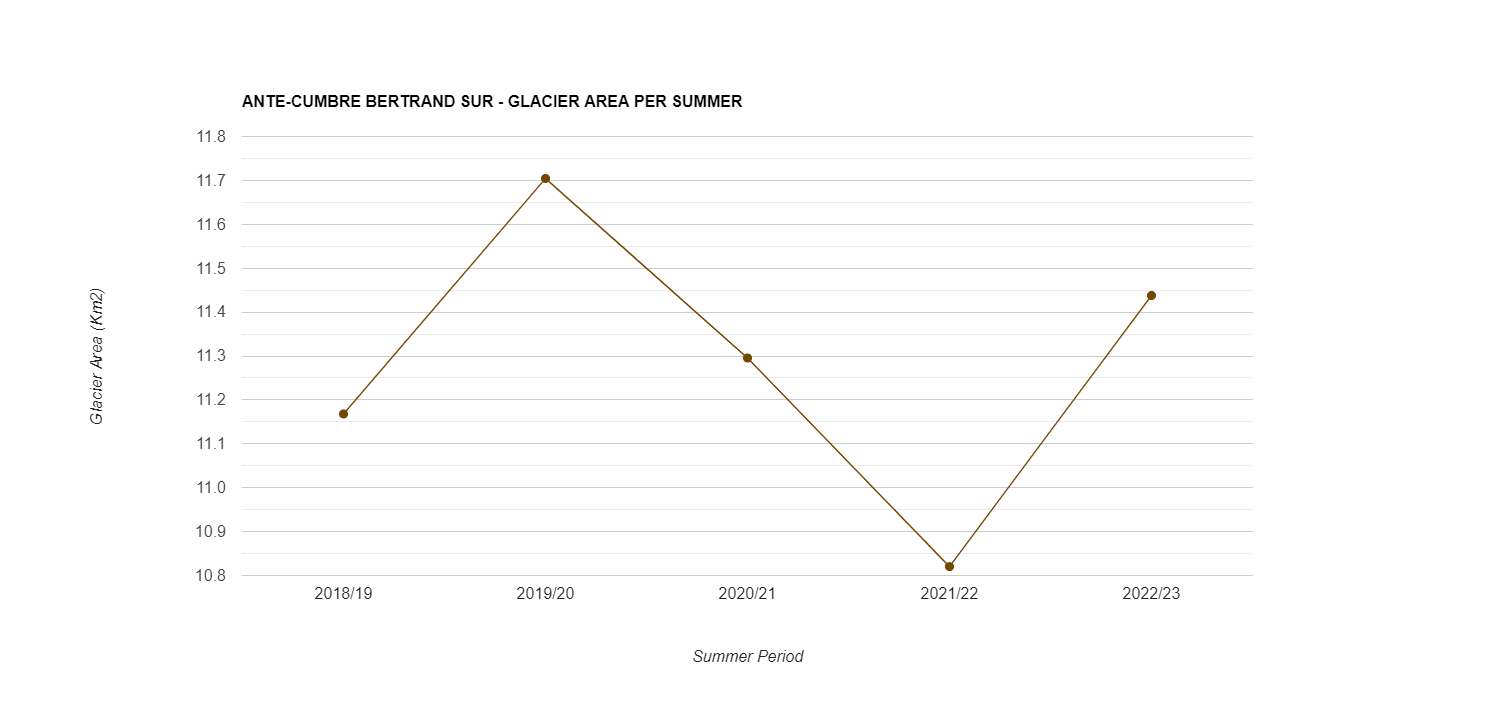 ANTE-CUMBRE BERTRAND SUR - GLACIER AREA PER SUMMER
11.8
11.7
11.6
11.5
11.4
11.3
11.2
11.1
11.0
10.9
10.8
Glacier Area (Km2)
2018/19 2019/20 2020/21 2021/22 2022/23
Summer Period